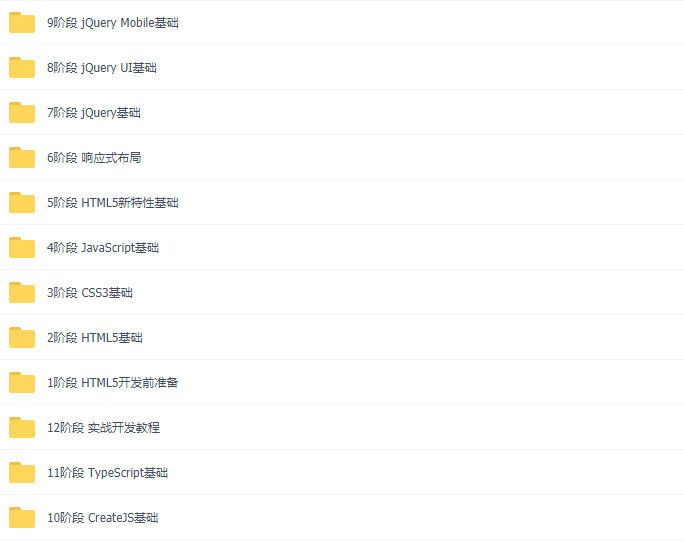 9阶段 jQuery Mobile基础
8阶段 jQuery UI基础
7阶段 jQuery基础
6阶段 响应式布局
5阶段 HTML5新特性基础
4阶段 JavaScript基础
3阶段 CSS3基础
2阶段 HTML5基础
1阶段 HTML5开发前准备
12阶段 实战开发教程
11阶段 TypeScript基础
10阶段 CreateJS基础